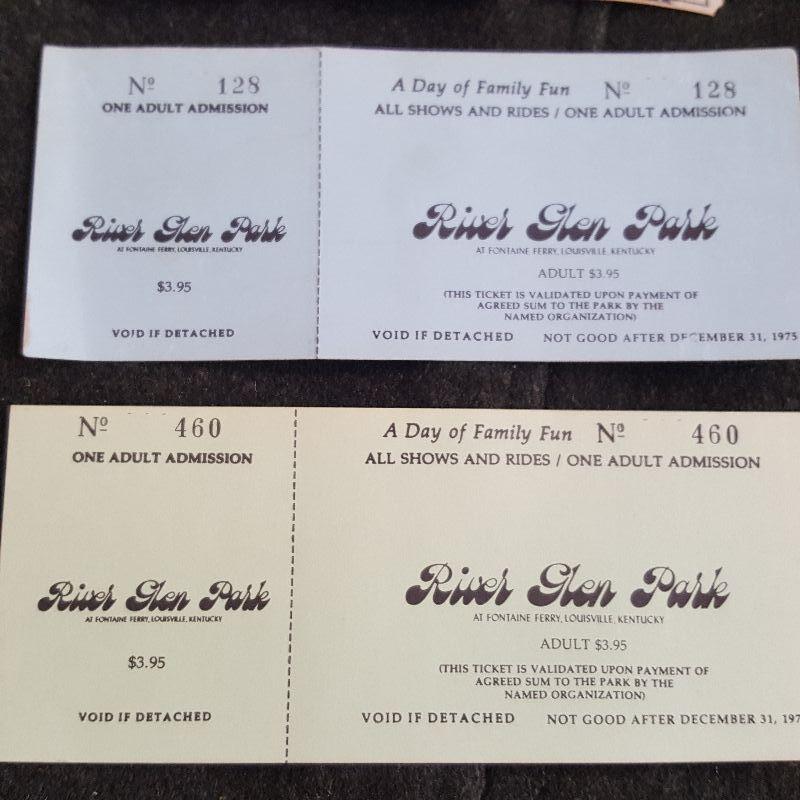 Nº 128
ONE ADULT ADMISSION
River Glen Park
AT FONTAINE FERRY, LOUISVILLE, KENTUCKY
$3.95
VOID IF DETACHED
A Day of Family Fun Nº 128
ALL SHOWS AND RIDES / ONE ADULT ADMISSION
River Glen Park
AT FONTAINE FERRY, LOUISVILLE, KENTUCKY
ADULT $3.95
(THIS TICKET IS VALIDATED UPON PAYMENT OF
AGREED SUM TO THE PARK BY THE
NAMED ORGANIZATION)
VOID IF DETACHED NOT GOOD AFTER DECEMBER 31, 1975
Nº 460
ONE ADULT ADMISSION
River Glen Park
AT FONTAINE FERRY, LOUISVILLE, KENTUCKY
$3.95
VOID IF DETACHED
A Day of Family Fun Nº 460
ALL SHOWS AND RIDES / ONE ADULT ADMISSION
River Glen Park
AT FONTAINE FERRY, LOUISVILLE, KENTUCKY
ADULT $3.95
(THIS TICKET IS VALIDATED UPON PAYMENT OF
AGREED SUM TO THE PARK BY THE
NAMED ORGANIZATION)
VOID IF DETACHED NOT GOOD AFTER DECEMBER 31, 197